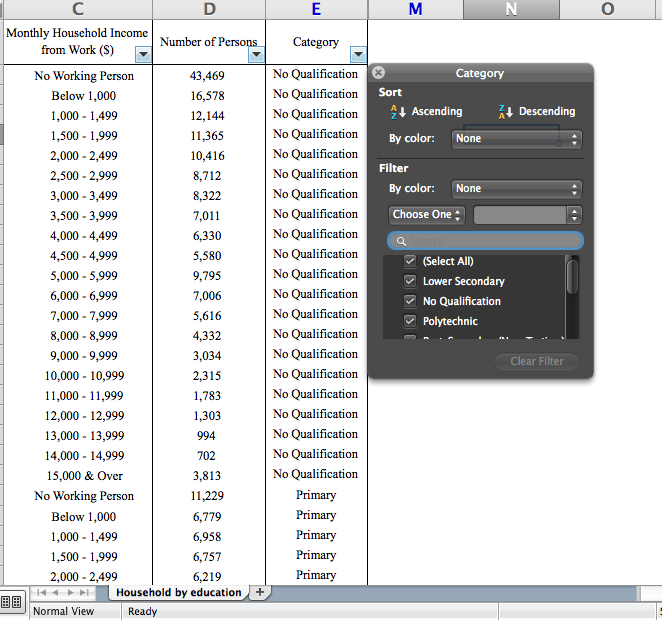 C D E M N O
Monthly Household Income
from Work ($)
Number of Persons
Category
No Working Person 43,469 No Qualification
Below 1,000 16,578 No Qualification
1,000 - 1,499 12,144 No Qualification
1,500 - 1,999 11,365 No Qualification
2,000 - 2,499 10,416 No Qualification
2,500 - 2,999 8,712 No Qualification
3,000 - 3,499 8,322 No Qualification
3,500 - 3,999 7,011 No Qualification
4,000 - 4,499 6,330 No Qualification
4,500 - 4,999 5,580 No Qualification
5,000 - 5,999 9,795 No Qualification
6,000 - 6,999 7,006 No Qualification
7,000 - 7,999 5,616 No Qualification
8,000 - 8,999 4,332 No Qualification
9,000 - 9,999 3,034 No Qualification
10,000 - 10,999 2,315 No Qualification
11,000 - 11,999 1,783 No Qualification
12,000 - 12,999 1,303 No Qualification
13,000 - 13,999 994 No Qualification
14,000 - 14,999 702 No Qualification
15,000 & Over 3,813 No Qualification
No Working Person 11,229 Primary
Below 1,000 6,779 Primary
1,000 - 1,499 6,958 Primary
1,500 - 1,999 6,757 Primary
2,000 - 2,499 6,219 Primary
Category
Sort
A Z Ascending Z A Descending
By color: None
Filter
By color: None
Choose One
(Select All)
Lower Secondary
No Qualification
Polytechnic
Clear Filter
Household by education +
Normal View Ready